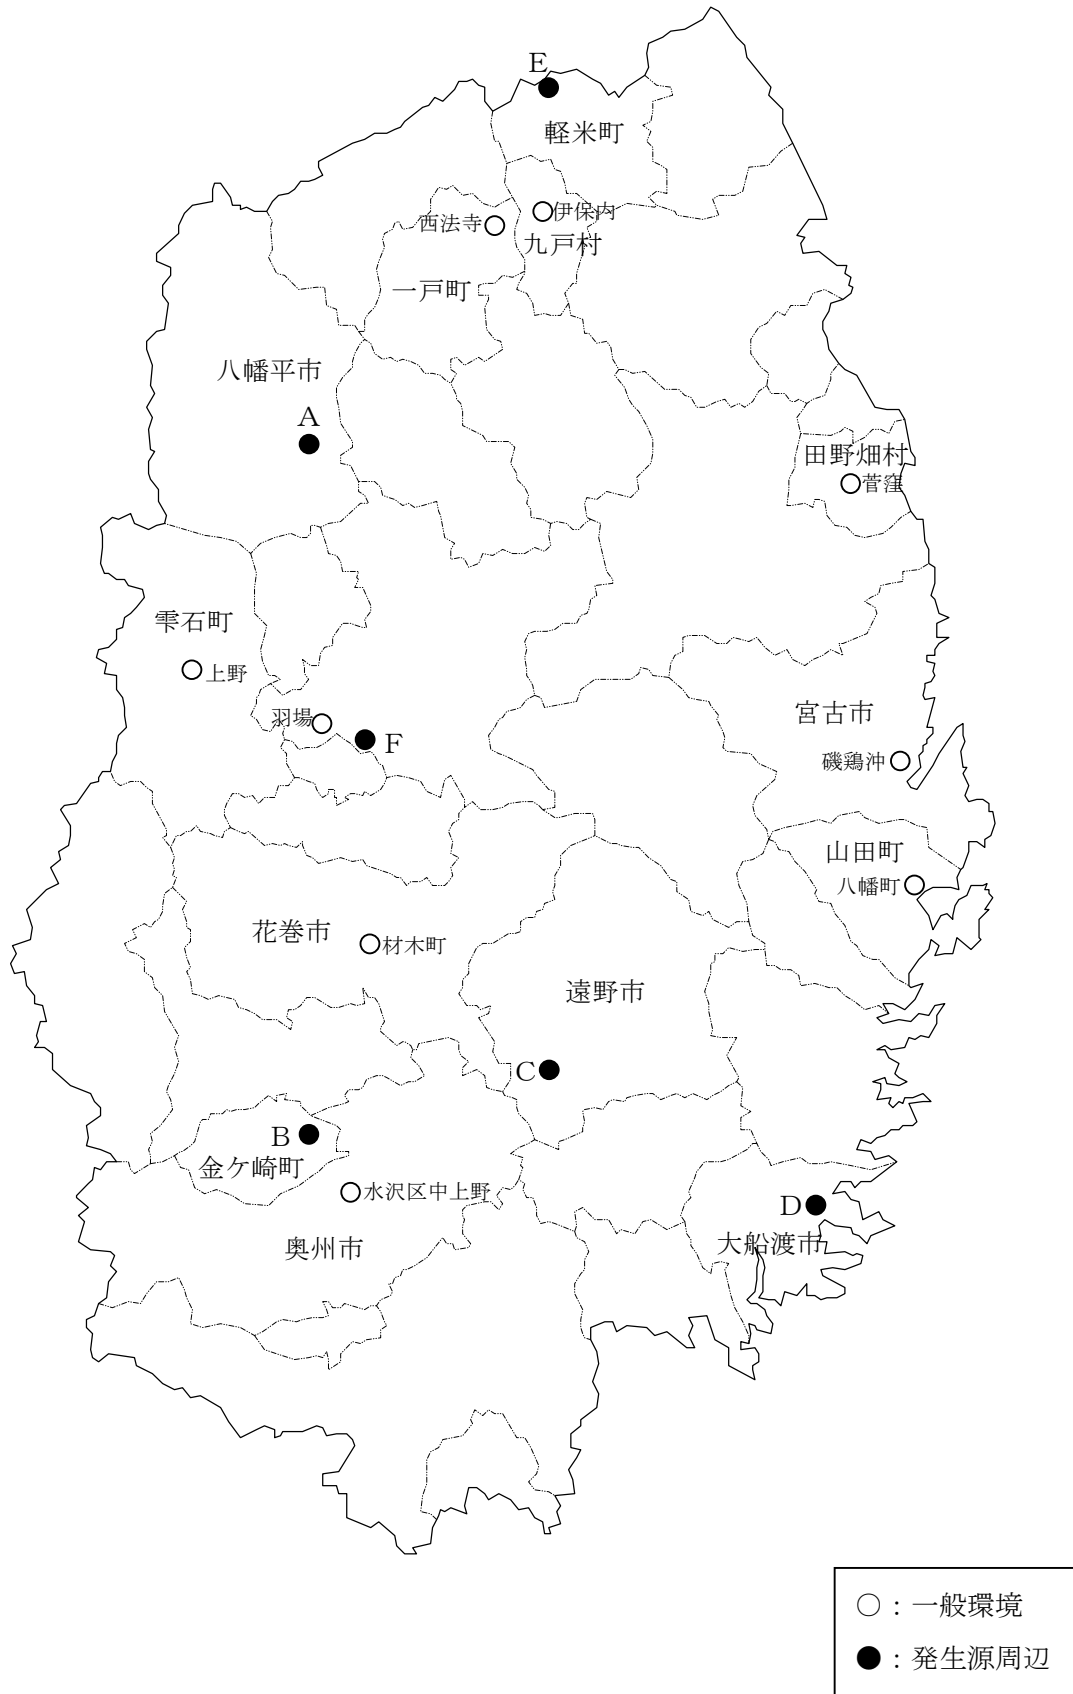 E
軽米町
西法寺
伊保内
九戸村
一戸町
八幡平市
A
田野畑村
菅窪
雫石町
上野
羽場
F
宮古市
磯鶏沖
山田町
八幡町
花巻市
材木町
遠野市
C
B
金ケ崎町
水沢区中上野
奥州市
D
大船渡市
○：一般環境
●：発生源周辺